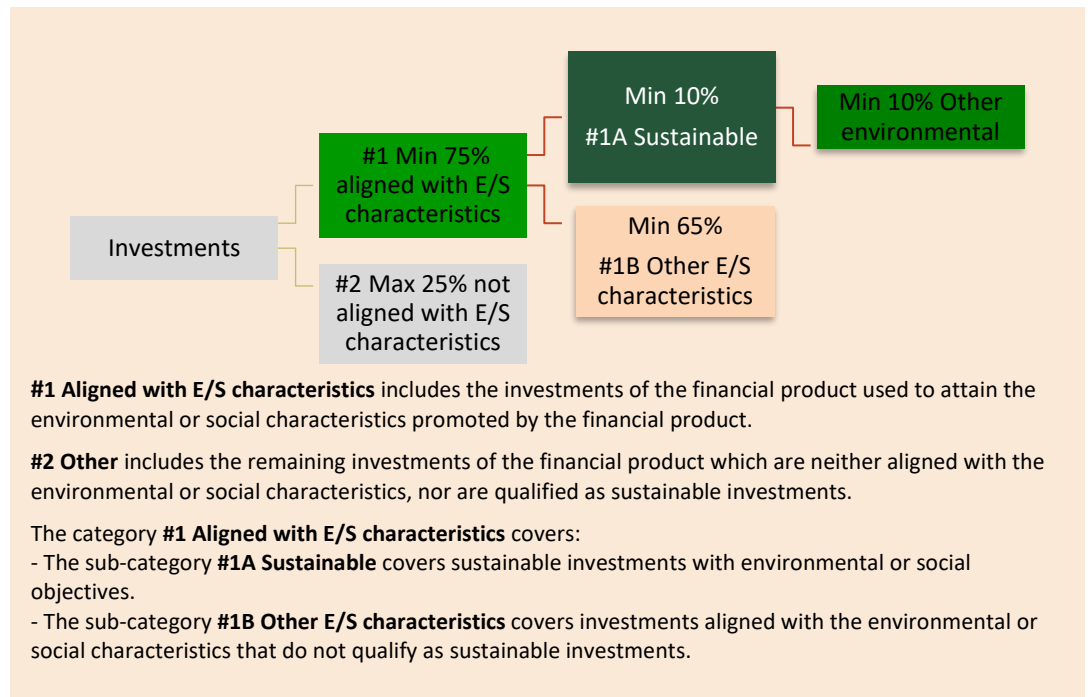 Investments
#1 Min 75%
aligned with E/S
characteristics
#2 Max 25% not
aligned with E/S
characteristics
Min 10%
#1A Sustainable
Min 65%
#1B Other E/S
characteristics
Min 10% Other
environmental
#1 Aligned with E/S characteristics includes the investments of the financial product used to attain the
environmental or social characteristics promoted by the financial product.
#2 Other includes the remaining investments of the financial product which are neither aligned with the
environmental or social characteristics, nor are qualified as sustainable investments.
The category #1 Aligned with E/S characteristics covers:
- The sub-category #1A Sustainable covers sustainable investments with environmental or social
objectives.
- The sub-category #1B Other E/S characteristics covers investments aligned with the environmental or
social characteristics that do not qualify as sustainable investments.